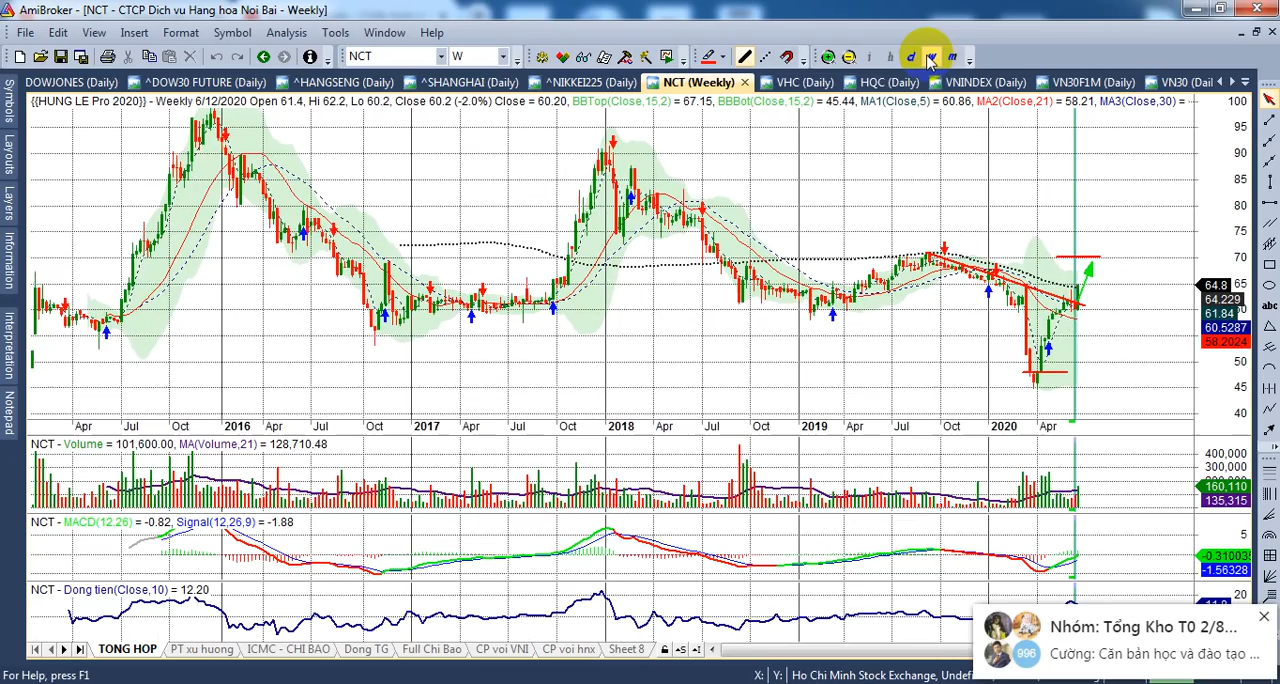 AmiBroker - [NCT - CTCP Dich vu Hang hoa Noi Bai - Weekly]
File Edit View Insert Format Symbol Analysis Tools Window Help
NCT W i h d w m
DOWJONES (Daily) ^DOW30 FUTURE (Daily) ^HANGSENG (Daily) ^SHANGHAI (Daily) ^NIKKEI225 (Daily) NCT (Weekly) VHC (Daily) HQC (Daily) VNINDEX (Daily) VN30F1M (Daily) VN30 (Dail
Symbols
Layouts
Layers
Information
Interpretation
Notepad
{{HUNG LE Pro 2020}} - Weekly 6/12/2020 Open 61.4, Hi 62.2, Lo 60.2, Close 60.2 (-2.0%) Close = 60.20, BBTop(Close,15,2) = 67.15, BBBot(Close,15,2) = 45.44, MA1(Close,5) = 60.86, MA2(Close,21) = 58.21, MA3(Close,30) =
100
95
90
85
80
75
70
65
64.8
64.229
61.84
60.5287
58.2024
50
45
40
abc
Apr Jul Oct 2016 Apr Jul Oct 2017 Apr Jul Oct 2018 Apr Jul Oct 2019 Apr Jul Oct 2020 Apr
NCT - Volume = 101,600.00, MA(Volume,21) = 128,710.48
400,000
300,000
160,110
135,315
NCT - MACD(12,26) = -0.82, Signal(12,26,9) = -1.88
5
-0.31003
-1.56328
NCT - Dong tien(Close,10) = 12.20
20
Nhóm: Tổng Kho T0 2/8...
996 Cường: Căn bản học và đào tạo ...
TONG HOP PT xu huong ICMC - CHI BAO Dong TG Full Chi Bao CP voi VNI CP voi hnx Sheet 8
For Help, press F1 X: Y: Ho Chi Minh Stock Exchange, Undef